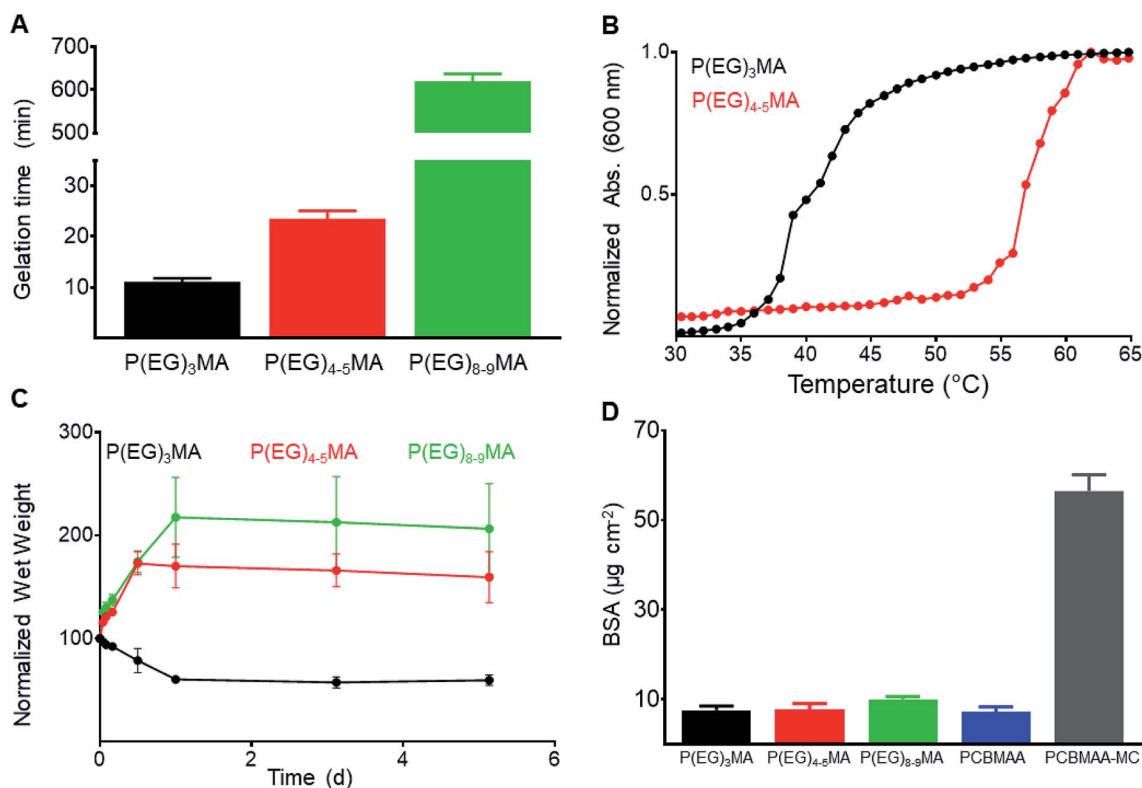 A
Gelation time (min)
700
600
500
30
20
10
P(EG)₃MA
P(EG)₄₋₅MA
P(EG)₈₋₉MA
B
Normalized Abs. (600 nm)
1.0
0.5
P(EG)₃MA
P(EG)₄₋₅MA
30 35 40 45 50 55 60 65
Temperature (°C)
C
Normalized Wet Weight
300
200
100
P(EG)₃MA P(EG)₄₋₅MA P(EG)₈₋₉MA
0 2 4 6
Time (d)
D
BSA (µg cm⁻²)
70
50
30
10
P(EG)₃MA P(EG)₄₋₅MA P(EG)₈₋₉MA PCBMAA PCBMAA-MC